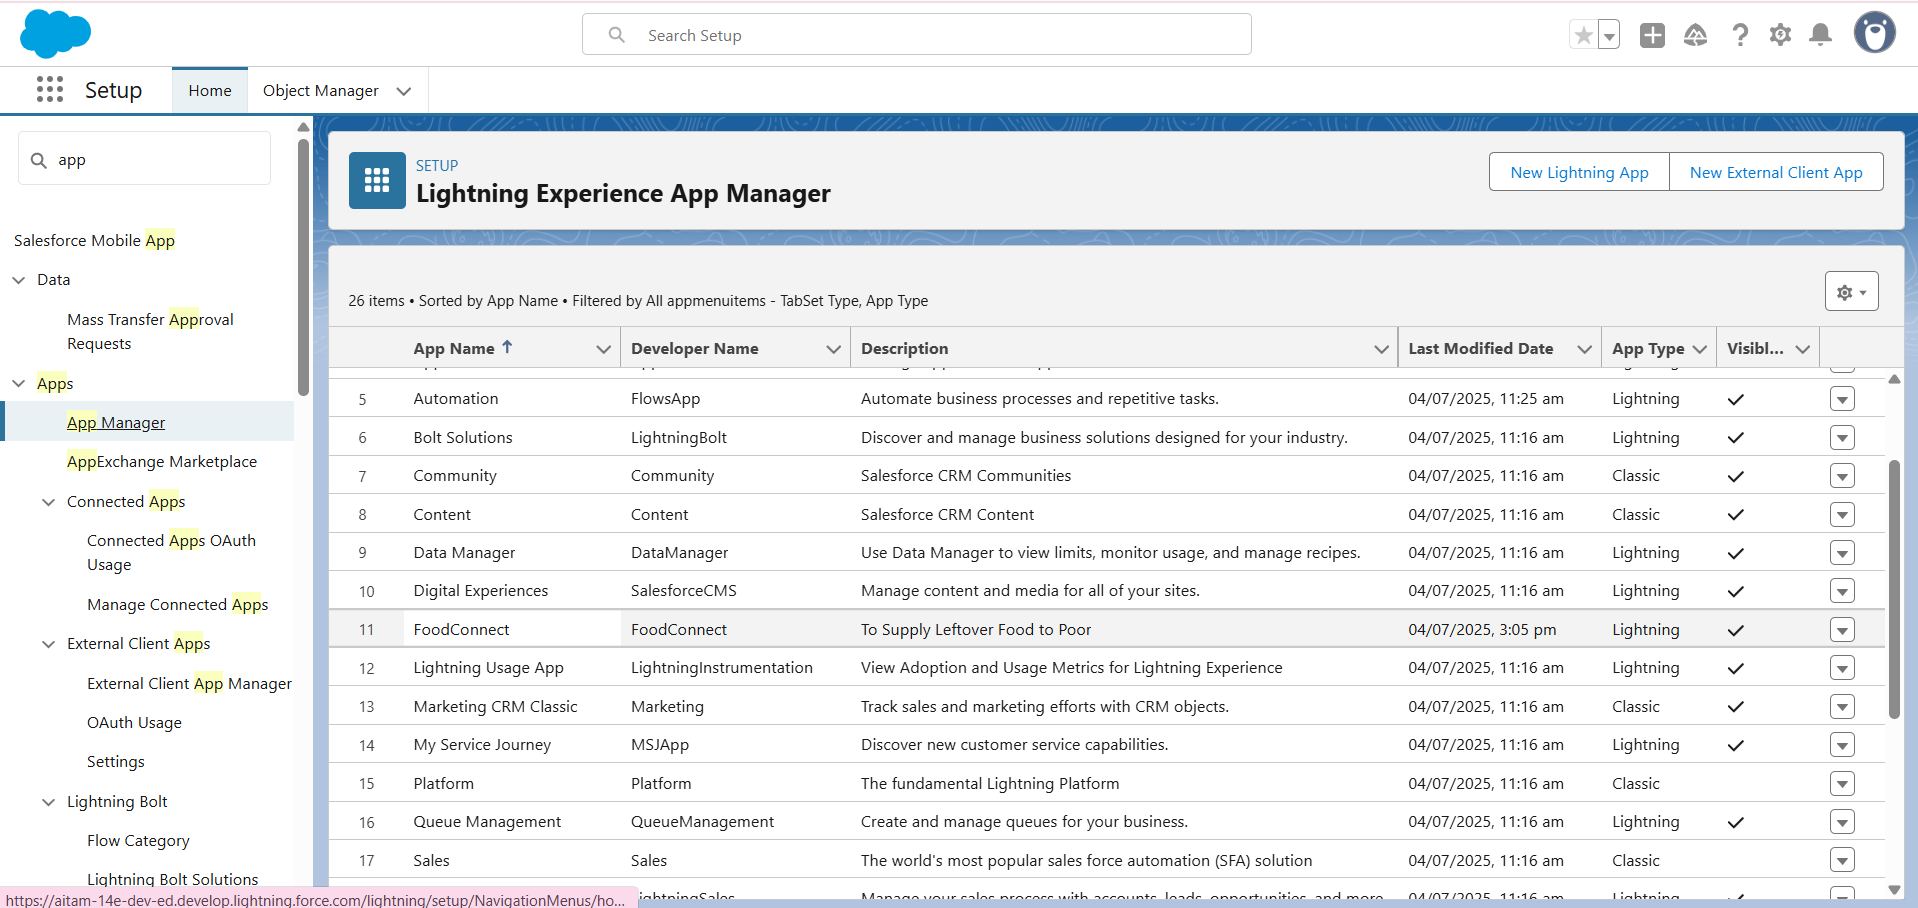 Search Setup
Setup
Home
Object Manager
app
Salesforce Mobile App
Data
Mass Transfer Approval
Requests
Apps
App Manager
AppExchange Marketplace
Connected Apps
Connected Apps OAuth
Usage
Manage Connected Apps
External Client Apps
External Client App Manager
OAuth Usage
Settings
Lightning Bolt
Flow Category
Lightning Bolt Solutions
https://aitam-14e-dev-ed.develop.lightning.force.com/lightning/setup/NavigationMenus/ho...
SETUP
Lightning Experience App Manager
New Lightning App
New External Client App
26 items • Sorted by App Name • Filtered by All appmenuitems - TabSet Type, App Type
App Name Developer Name Description Last Modified Date App Type Visibl...
5 Automation FlowsApp Automate business processes and repetitive tasks. 04/07/2025, 11:25 am Lightning
6 Bolt Solutions LightningBolt Discover and manage business solutions designed for your industry. 04/07/2025, 11:16 am Lightning
7 Community Community Salesforce CRM Communities 04/07/2025, 11:16 am Classic
8 Content Content Salesforce CRM Content 04/07/2025, 11:16 am Classic
9 Data Manager DataManager Use Data Manager to view limits, monitor usage, and manage recipes. 04/07/2025, 11:16 am Lightning
10 Digital Experiences SalesforceCMS Manage content and media for all of your sites. 04/07/2025, 11:16 am Lightning
11 FoodConnect FoodConnect To Supply Leftover Food to Poor 04/07/2025, 3:05 pm Lightning
12 Lightning Usage App LightningInstrumentation View Adoption and Usage Metrics for Lightning Experience 04/07/2025, 11:16 am Lightning
13 Marketing CRM Classic Marketing Track sales and marketing efforts with CRM objects. 04/07/2025, 11:16 am Classic
14 My Service Journey MSJApp Discover new customer service capabilities. 04/07/2025, 11:16 am Lightning
15 Platform Platform The fundamental Lightning Platform 04/07/2025, 11:16 am Classic
16 Queue Management QueueManagement Create and manage queues for your business. 04/07/2025, 11:16 am Lightning
17 Sales Sales The world's most popular sales force automation (SFA) solution 04/07/2025, 11:16 am Classic
Manage your sales process with accounts, leads, opportunities, and more 04/07/2025, 11:16 am Lightning